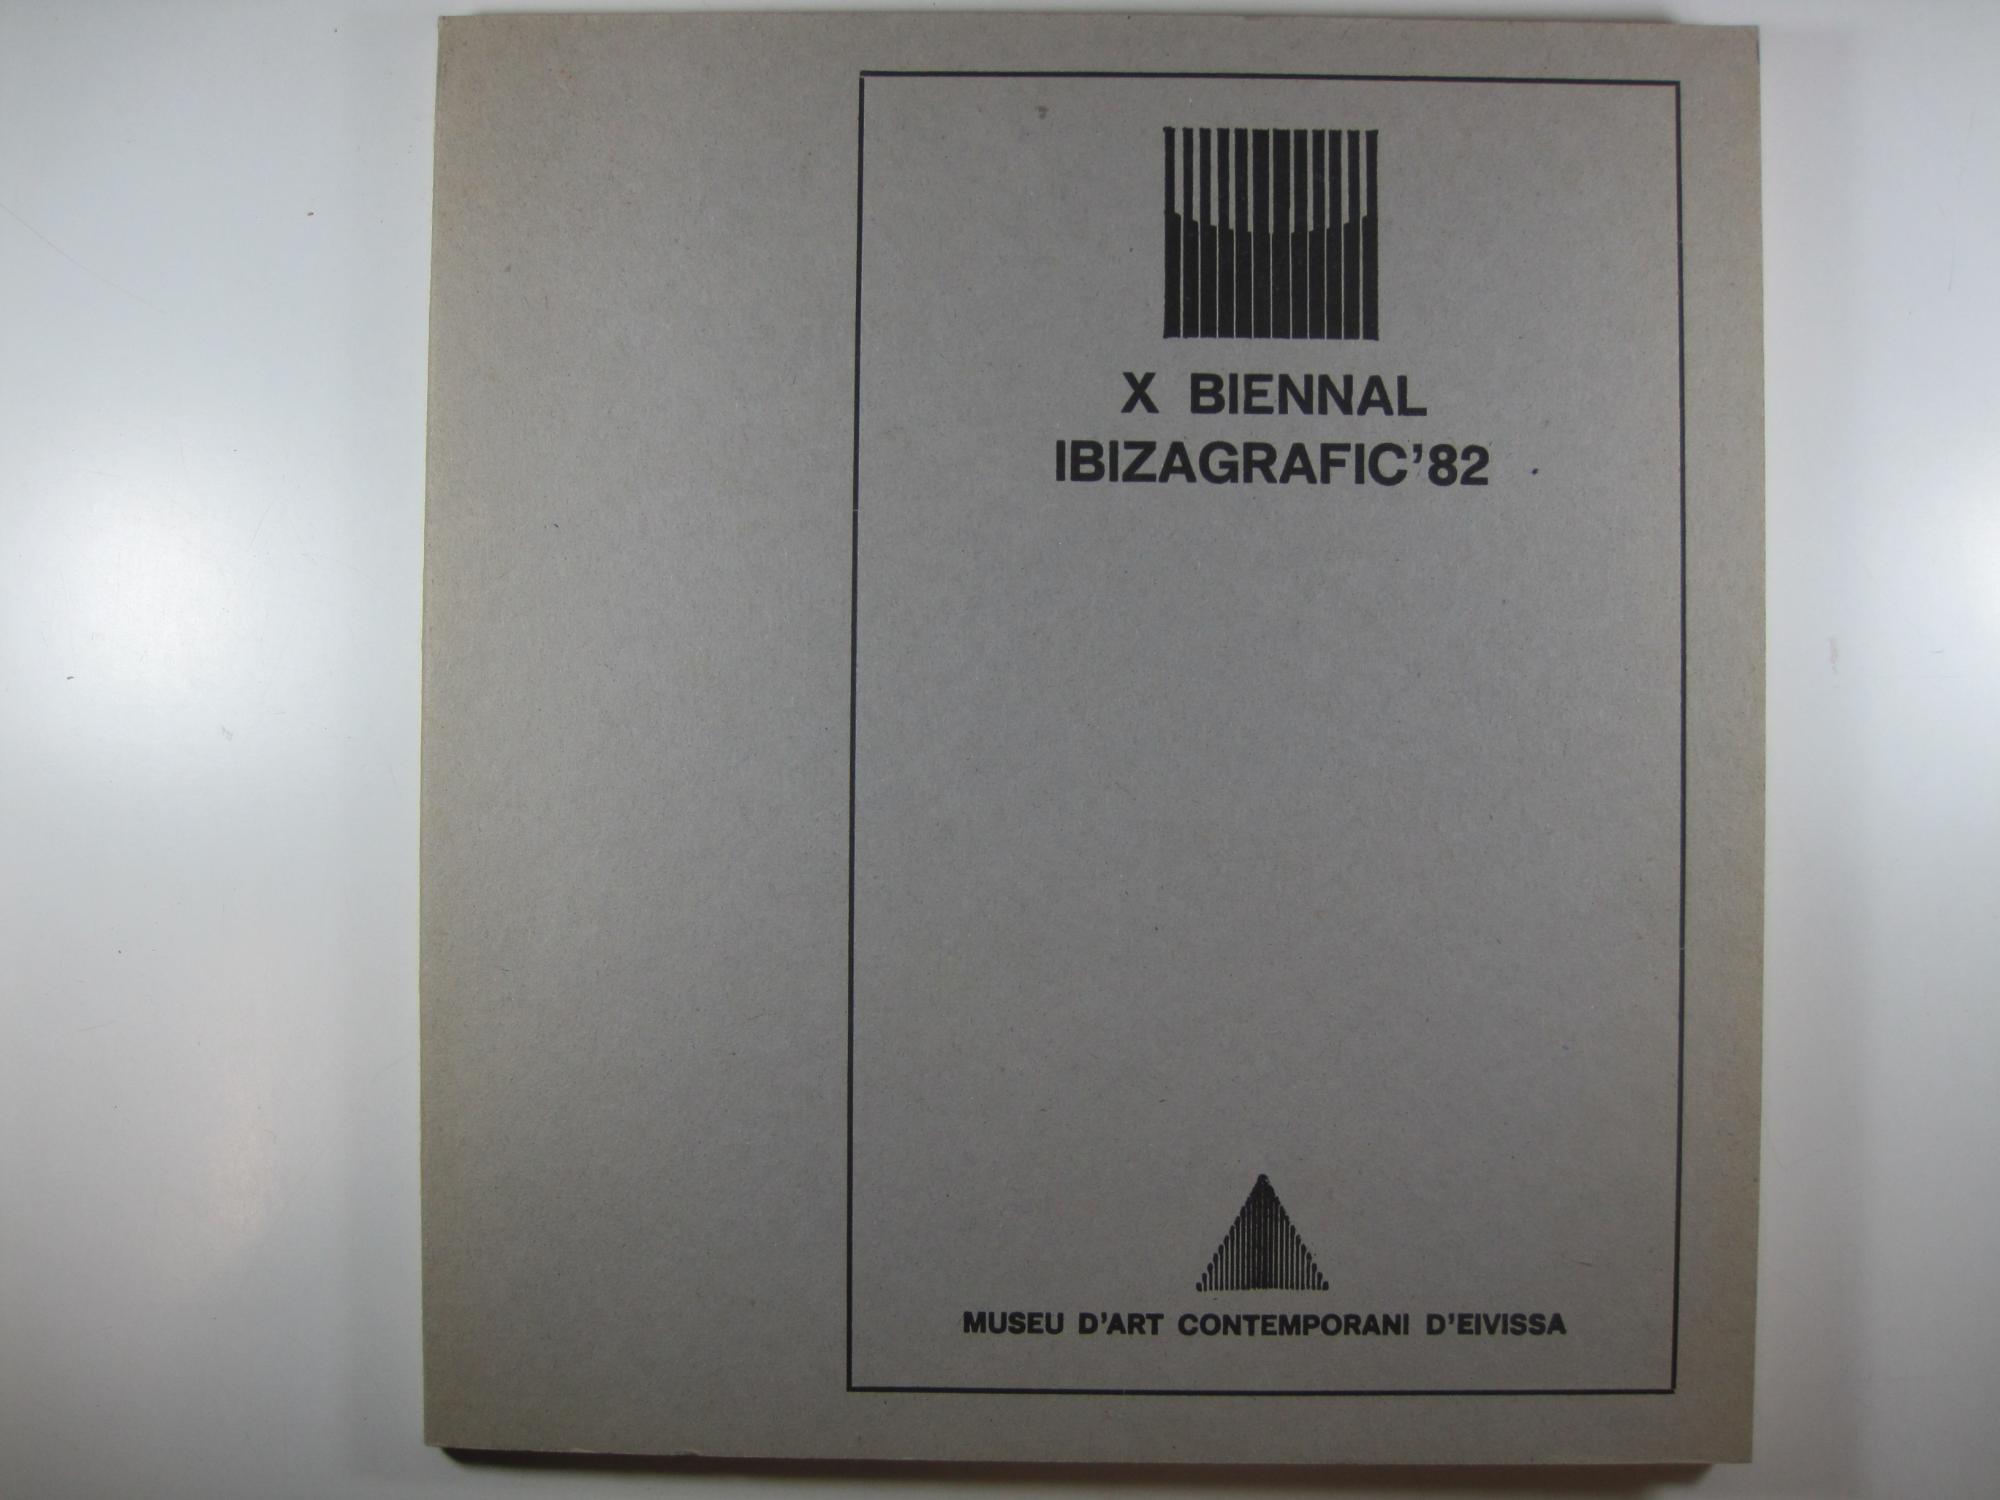 X BIENNAL
IBIZAGRAFIC'82
MUSEU D'ART CONTEMPORANI D'EIVISSA